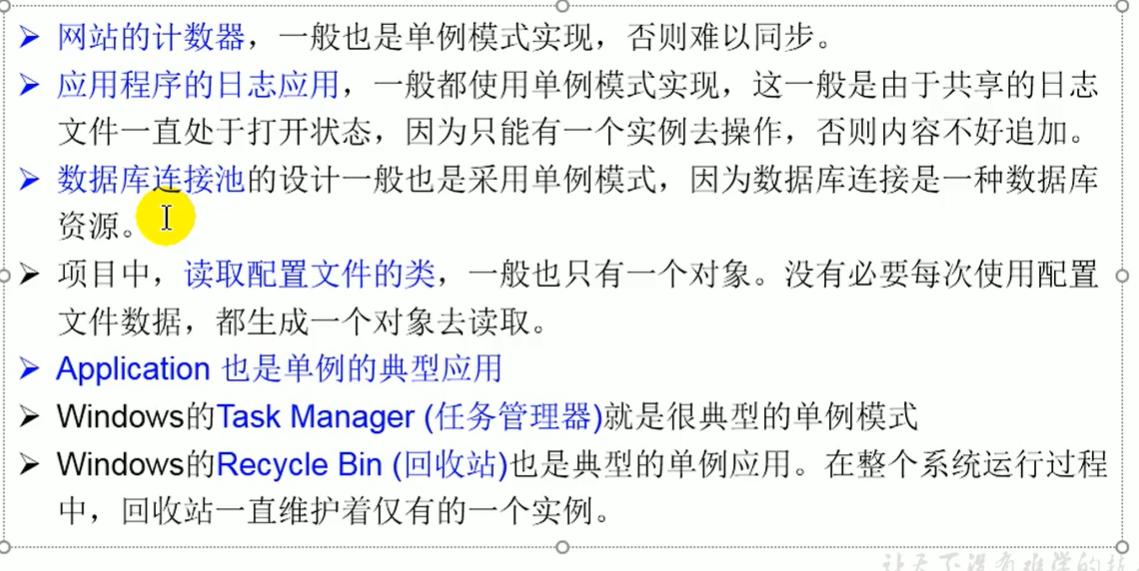 网站的计数器，一般也是单例模式实现，否则难以同步。
应用程序的日志应用，一般都使用单例模式实现，这一般是由于共享的日志
文件一直处于打开状态，因为只能有一个实例去操作，否则内容不好追加。
数据库连接池的设计一般也是采用单例模式，因为数据库连接是一种数据库
资源。
项目中，读取配置文件的类，一般也只有一个对象。没有必要每次使用配置
文件数据，都生成一个对象去读取。
Application 也是单例的典型应用
Windows的Task Manager (任务管理器)就是很典型的单例模式
Windows的Recycle Bin (回收站)也是典型的单例应用。在整个系统运行过程
中，回收站一直维护着仅有的一个实例。
让天下没有难学的技